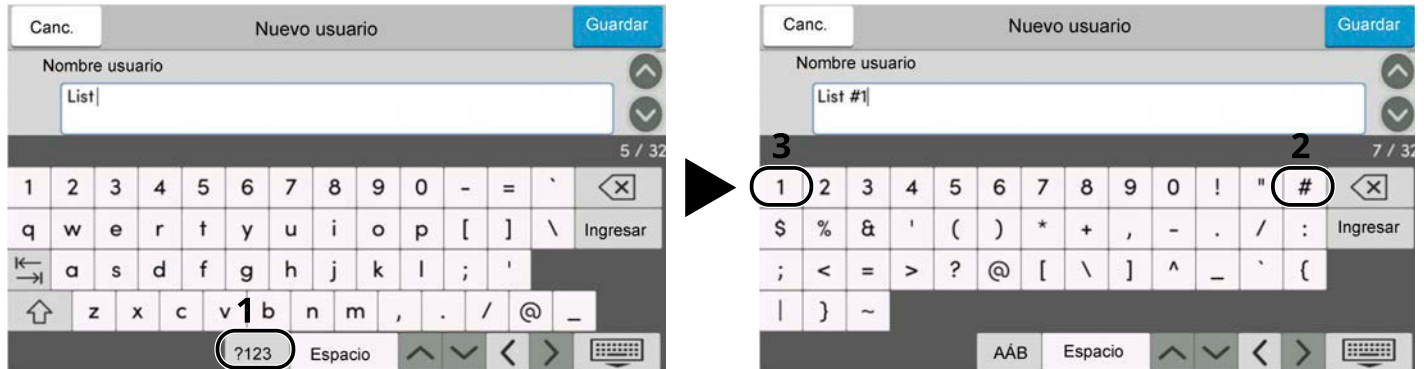 Canc. Nuevo usuario Guardar
Nombre usuario
List
5 / 32
1 2 3 4 5 6 7 8 9 0 - = `
q w e r t y u i o p [ ] \ Ingresar
a s d f g h j k l ; '
z x c v b n m , . / @ _
1
?123 Espacio
Canc. Nuevo usuario Guardar
Nombre usuario
List #1
3 2 7 / 32
1 2 3 4 5 6 7 8 9 0 ! " #
$ % & ' ( ) * + , - . / : Ingresar
; < = > ? @ [ \ ] ^ _ ` {
| } ~
AÁB Espacio